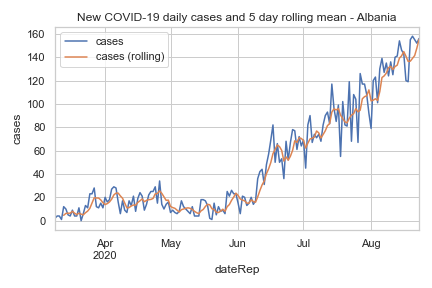 New COVID-19 daily cases and 5 day rolling mean - Albania
cases
cases (rolling)
160
140
120
100
80
60
40
20
0
cases
Apr
2020
May
Jun
Jul
Aug
dateRep